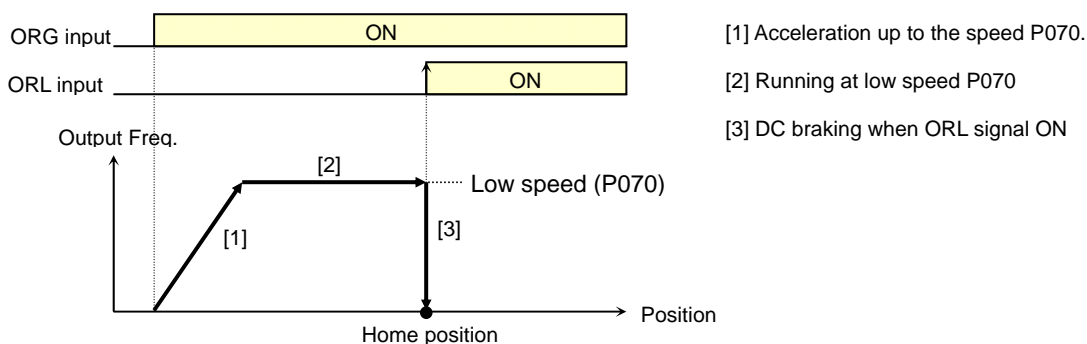 ORG input
ON
[1] Acceleration up to the speed P070.
ORL input
ON
[2] Running at low speed P070
[3] DC braking when ORL signal ON
Output Freq.
[2]
Low speed (P070)
[1]
[3]
Position
Home position